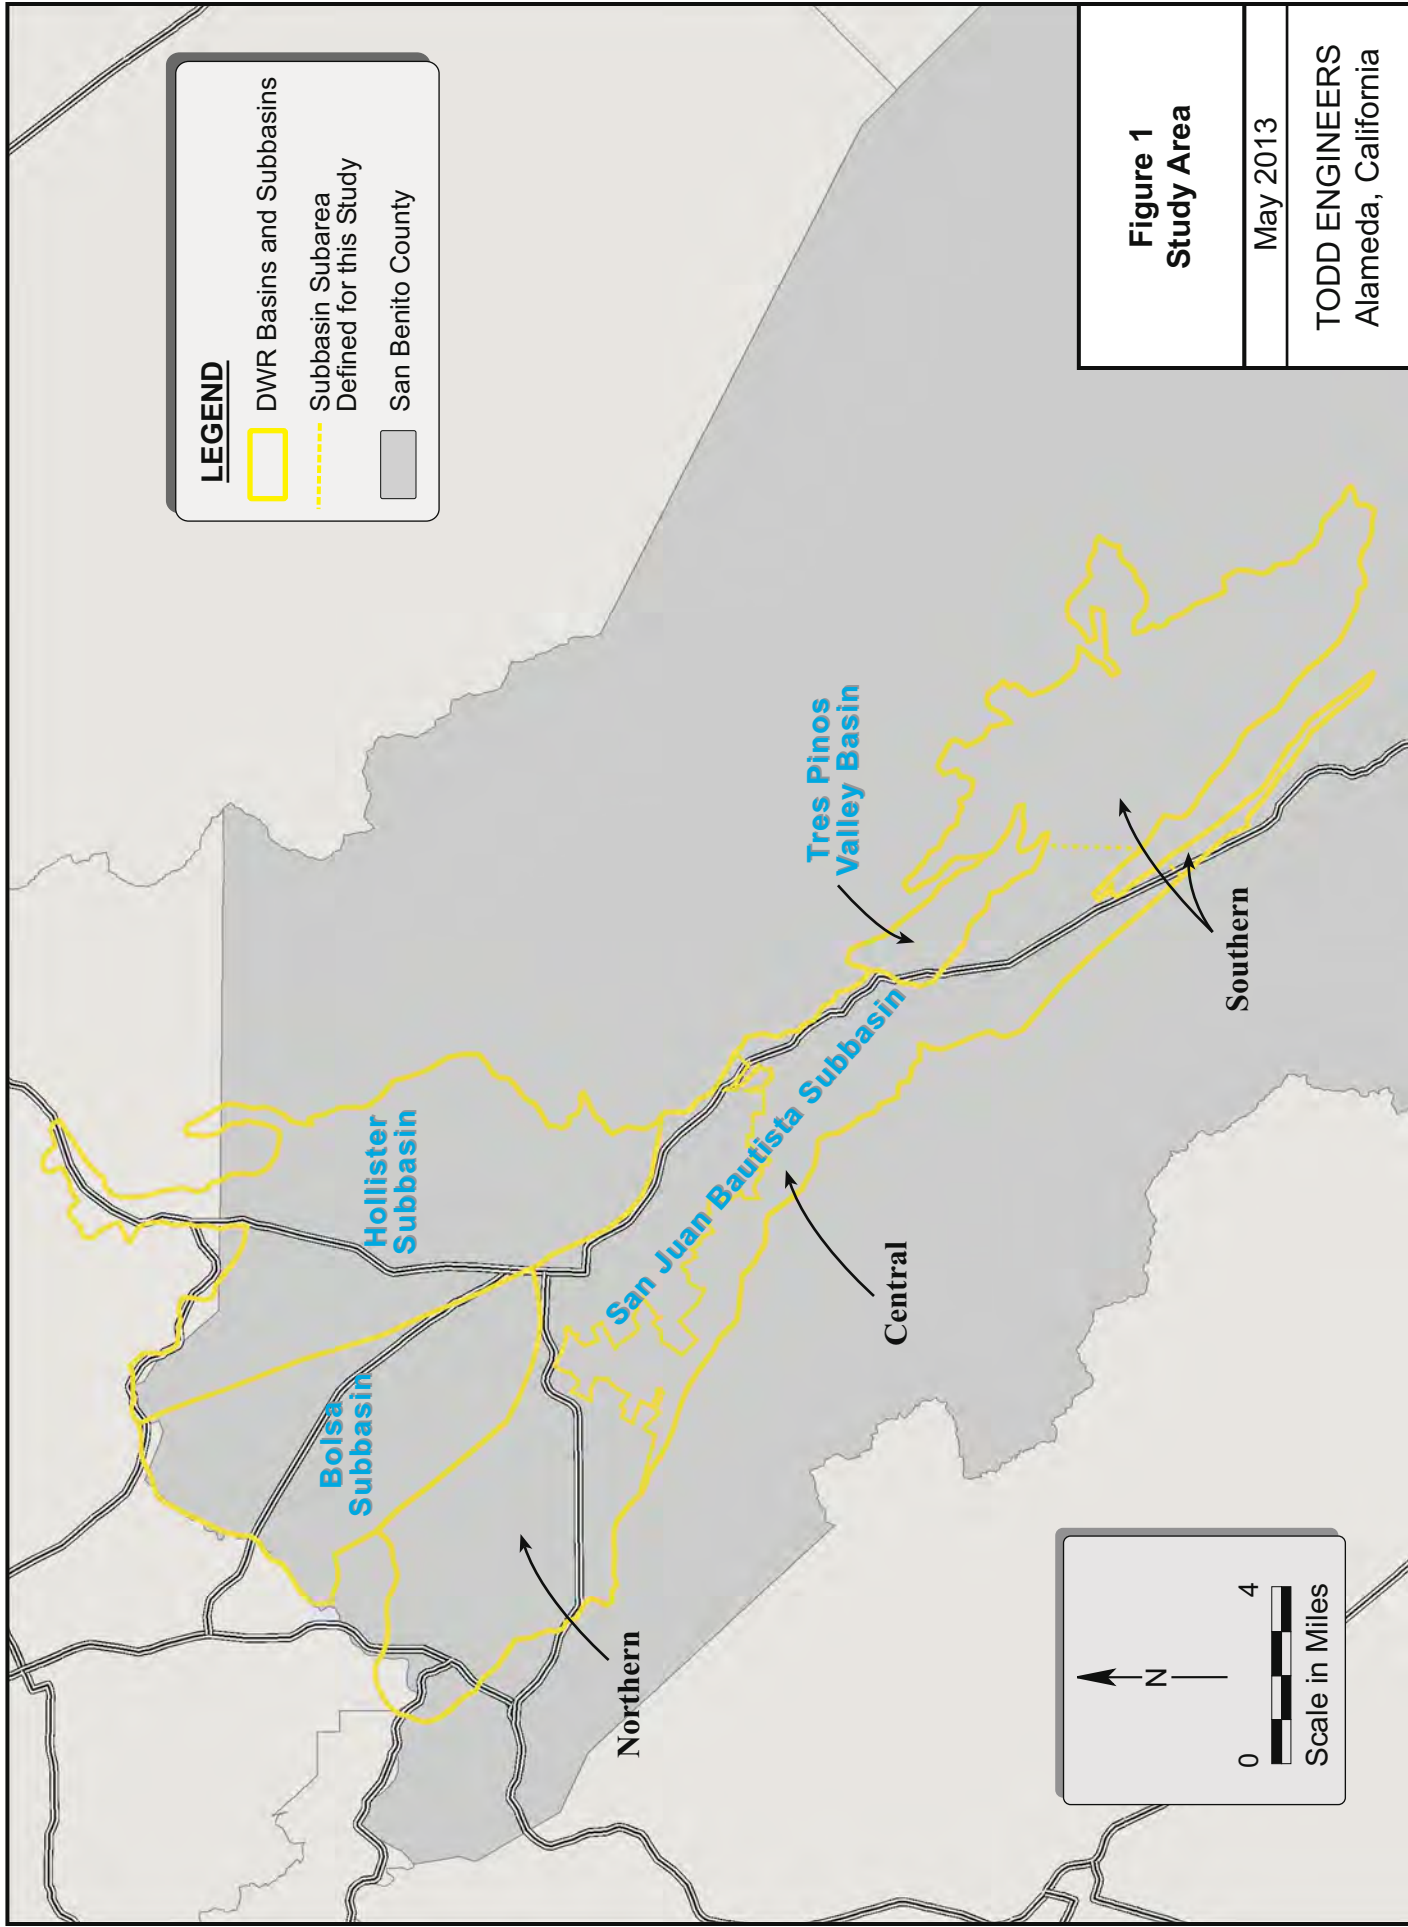 LEGEND
DWR Basins and Subbasins
Subbasin Subarea
Defined for this Study
San Benito County
Hollister
Subbasin
Bolsa
Subbasin
San Juan Bautista Subbasin
Tres Pinos
Valley Basin
Northern
Central
Southern
N
0 4
Scale in Miles
Figure 1
Study Area
May 2013
TODD ENGINEERS
Alameda, California